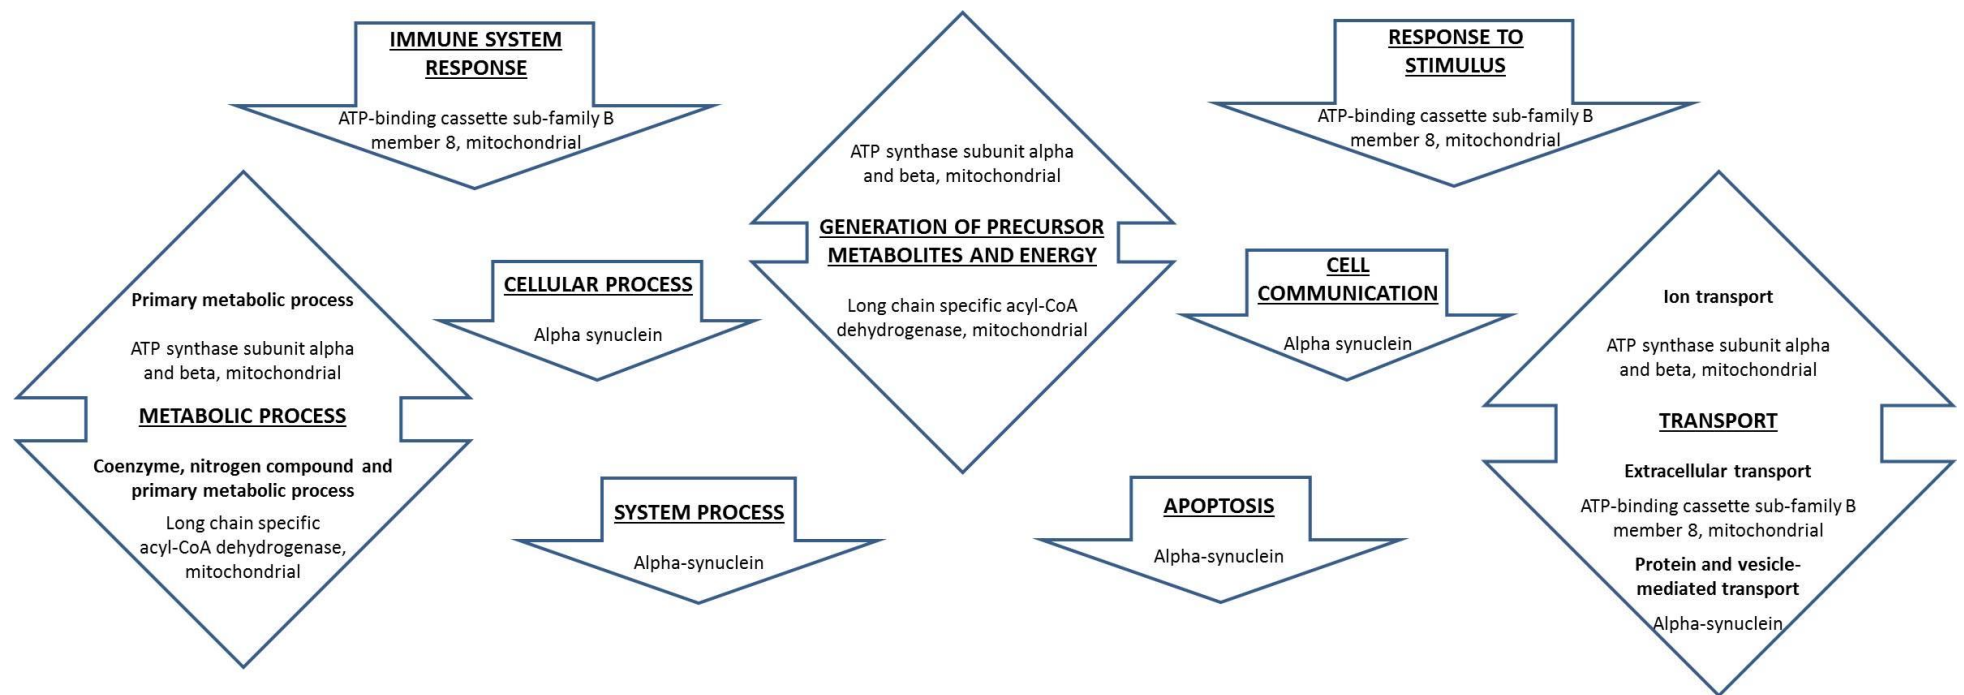 IMMUNE SYSTEM
RESPONSE
ATP-binding cassette sub-family B
member 8, mitochondrial
RESPONSE TO
STIMULUS
ATP-binding cassette sub-family B
member 8, mitochondrial
ATP synthase subunit alpha
and beta, mitochondrial
GENERATION OF PRECURSOR
METABOLITES AND ENERGY
Long chain specific acyl-CoA
dehydrogenase, mitochondrial
CELLULAR PROCESS
Alpha synuclein
CELL
COMMUNICATION
Alpha synuclein
Primary metabolic process
ATP synthase subunit alpha
and beta, mitochondrial
METABOLIC PROCESS
Coenzyme, nitrogen compound and
primary metabolic process
Long chain specific
acyl-CoA dehydrogenase,
mitochondrial
Ion transport
ATP synthase subunit alpha
and beta, mitochondrial
TRANSPORT
Extracellular transport
ATP-binding cassette sub-family B
member 8, mitochondrial
Protein and vesicle-
mediated transport
Alpha-synuclein
SYSTEM PROCESS
Alpha-synuclein
APOPTOSIS
Alpha-synuclein